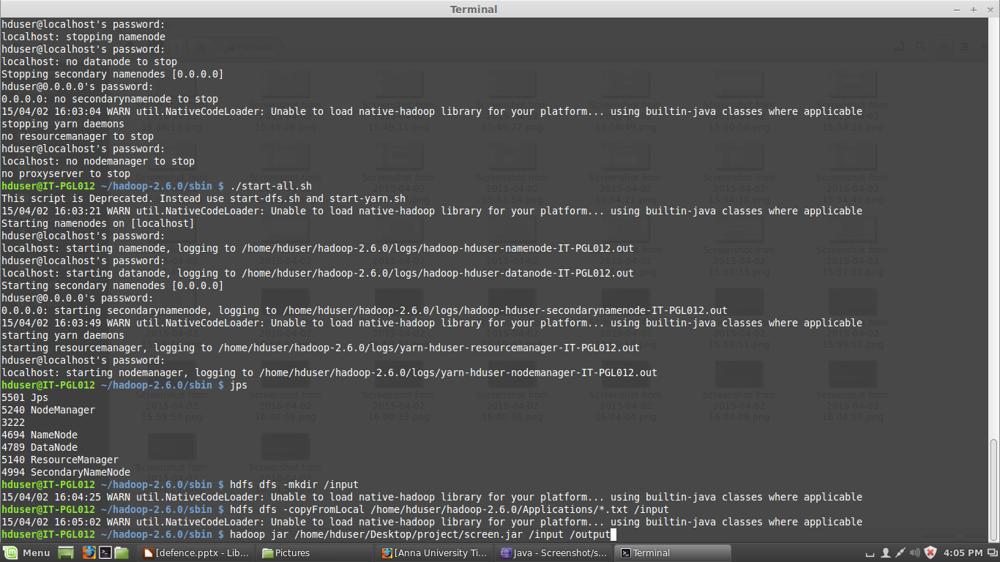 Terminal
hduser@localhost's password:
localhost: stopping namenode
hduser@localhost's password:
localhost: no datanode to stop
Stopping secondary namenodes [0.0.0.0]
hduser@0.0.0.0's password:
0.0.0.0: no secondarynamenode to stop
15/04/02 16:03:04 WARN util.NativeCodeLoader: Unable to load native-hadoop library for your platform... using builtin-java classes where applicable
stopping yarn daemons
no resourcemanager to stop
hduser@localhost's password:
localhost: no nodemanager to stop
no proxyserver to stop
hduser@IT-PGL012 ~/hadoop-2.6.0/sbin $ ./start-all.sh
This script is Deprecated. Instead use start-dfs.sh and start-yarn.sh
15/04/02 16:03:21 WARN util.NativeCodeLoader: Unable to load native-hadoop library for your platform... using builtin-java classes where applicable
Starting namenodes on [localhost]
hduser@localhost's password:
localhost: starting namenode, logging to /home/hduser/hadoop-2.6.0/logs/hadoop-hduser-namenode-IT-PGL012.out
hduser@localhost's password:
localhost: starting datanode, logging to /home/hduser/hadoop-2.6.0/logs/hadoop-hduser-datanode-IT-PGL012.out
Starting secondary namenodes [0.0.0.0]
hduser@0.0.0.0's password:
0.0.0.0: starting secondarynamenode, logging to /home/hduser/hadoop-2.6.0/logs/hadoop-hduser-secondarynamenode-IT-PGL012.out
15/04/02 16:03:49 WARN util.NativeCodeLoader: Unable to load native-hadoop library for your platform... using builtin-java classes where applicable
starting yarn daemons
starting resourcemanager, logging to /home/hduser/hadoop-2.6.0/logs/yarn-hduser-resourcemanager-IT-PGL012.out
hduser@localhost's password:
localhost: starting nodemanager, logging to /home/hduser/hadoop-2.6.0/logs/yarn-hduser-nodemanager-IT-PGL012.out
hduser@IT-PGL012 ~/hadoop-2.6.0/sbin $ jps
5501 Jps
5240 NodeManager
3222
4694 NameNode
4789 DataNode
5140 ResourceManager
4994 SecondaryNameNode
hduser@IT-PGL012 ~/hadoop-2.6.0/sbin $ hdfs dfs -mkdir /input
15/04/02 16:04:25 WARN util.NativeCodeLoader: Unable to load native-hadoop library for your platform... using builtin-java classes where applicable
hduser@IT-PGL012 ~/hadoop-2.6.0/sbin $ hdfs dfs -copyFromLocal /home/hduser/hadoop-2.6.0/Applications/*.txt /input
15/04/02 16:05:02 WARN util.NativeCodeLoader: Unable to load native-hadoop library for your platform... using builtin-java classes where applicable
hduser@IT-PGL012 ~/hadoop-2.6.0/sbin $ hadoop jar /home/hduser/Desktop/project/screen.jar /input /output
Menu [defence.pptx - Lib... Pictures [Anna University Ti... Java - Screenshot/s... Terminal 4:05 PM